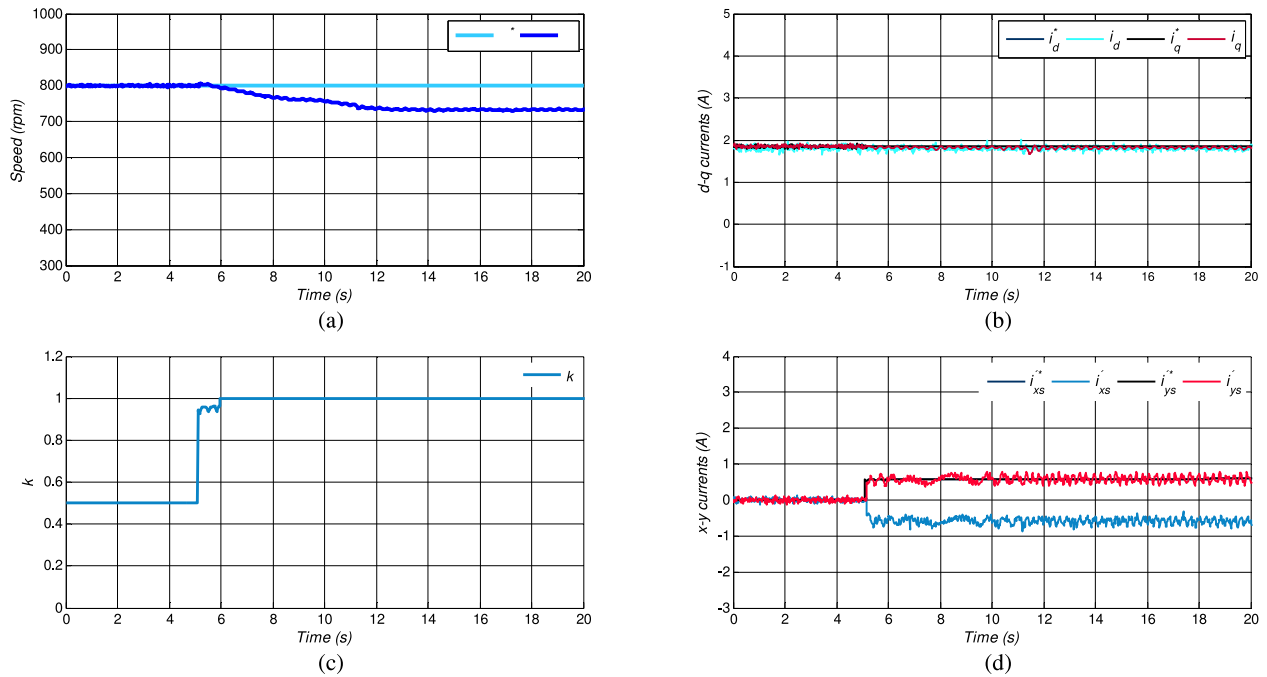 1000
900
800
700
600
500
400
300
Speed (rpm)
*
0 2 4 6 8 10 12 14 16 18 20
Time (s)
(a)
5
4
3
2
1
0
-1
d-q currents (A)
i*d id i*q iq
0 2 4 6 8 10 12 14 16 18 20
Time (s)
(b)
1.2
1
0.8
0.6
0.4
0.2
0
k
k
0 2 4 6 8 10 12 14 16 18 20
Time (s)
(c)
4
3
2
1
0
-1
-2
-3
x-y currents (A)
i´*xs i´xs i´*ys i´ys
0 2 4 6 8 10 12 14 16 18 20
Time (s)
(d)